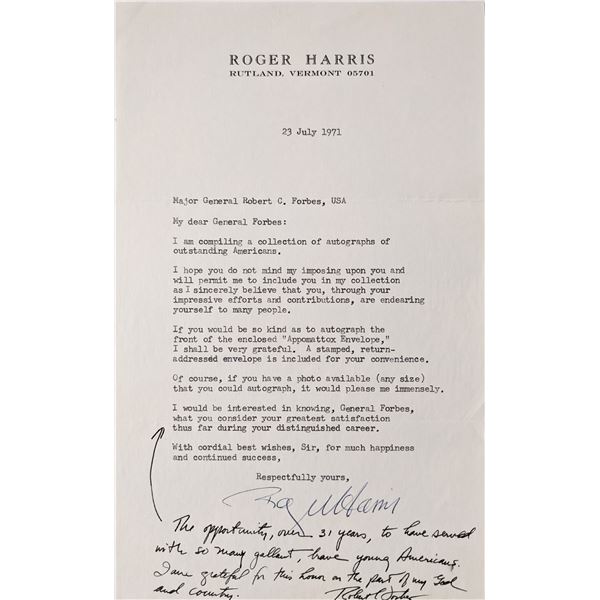 ROGER HARRIS
RUTLAND, VERMONT 05701
23 July 1971
Major General Robert C. Forbes, USA
My dear General Forbes:
I am compiling a collection of autographs of
outstanding Americans.
I hope you do not mind my imposing upon you and
will permit me to include you in my collection
as I sincerely believe that you, through your
impressive efforts and contributions, are endearing
yourself to many people.
If you would be so kind as to autograph the
front of the enclosed "Appomattox Envelope,"
I shall be very grateful. A stamped, return-
addressed envelope is included for your convenience.
Of course, if you have a photo available (any size)
that you could autograph, it would please me immensely.
I would be interested in knowing, General Forbes,
what you consider your greatest satisfaction
thus far during your distinguished career.
With cordial best wishes, Sir, for much happiness
and continued success,
Respectfully yours,
The opportunity, over 31 years, to have served
with so many gallant, brave young Americans.
I am grateful for this honor on the part of my God
and country. Robert C Forbes